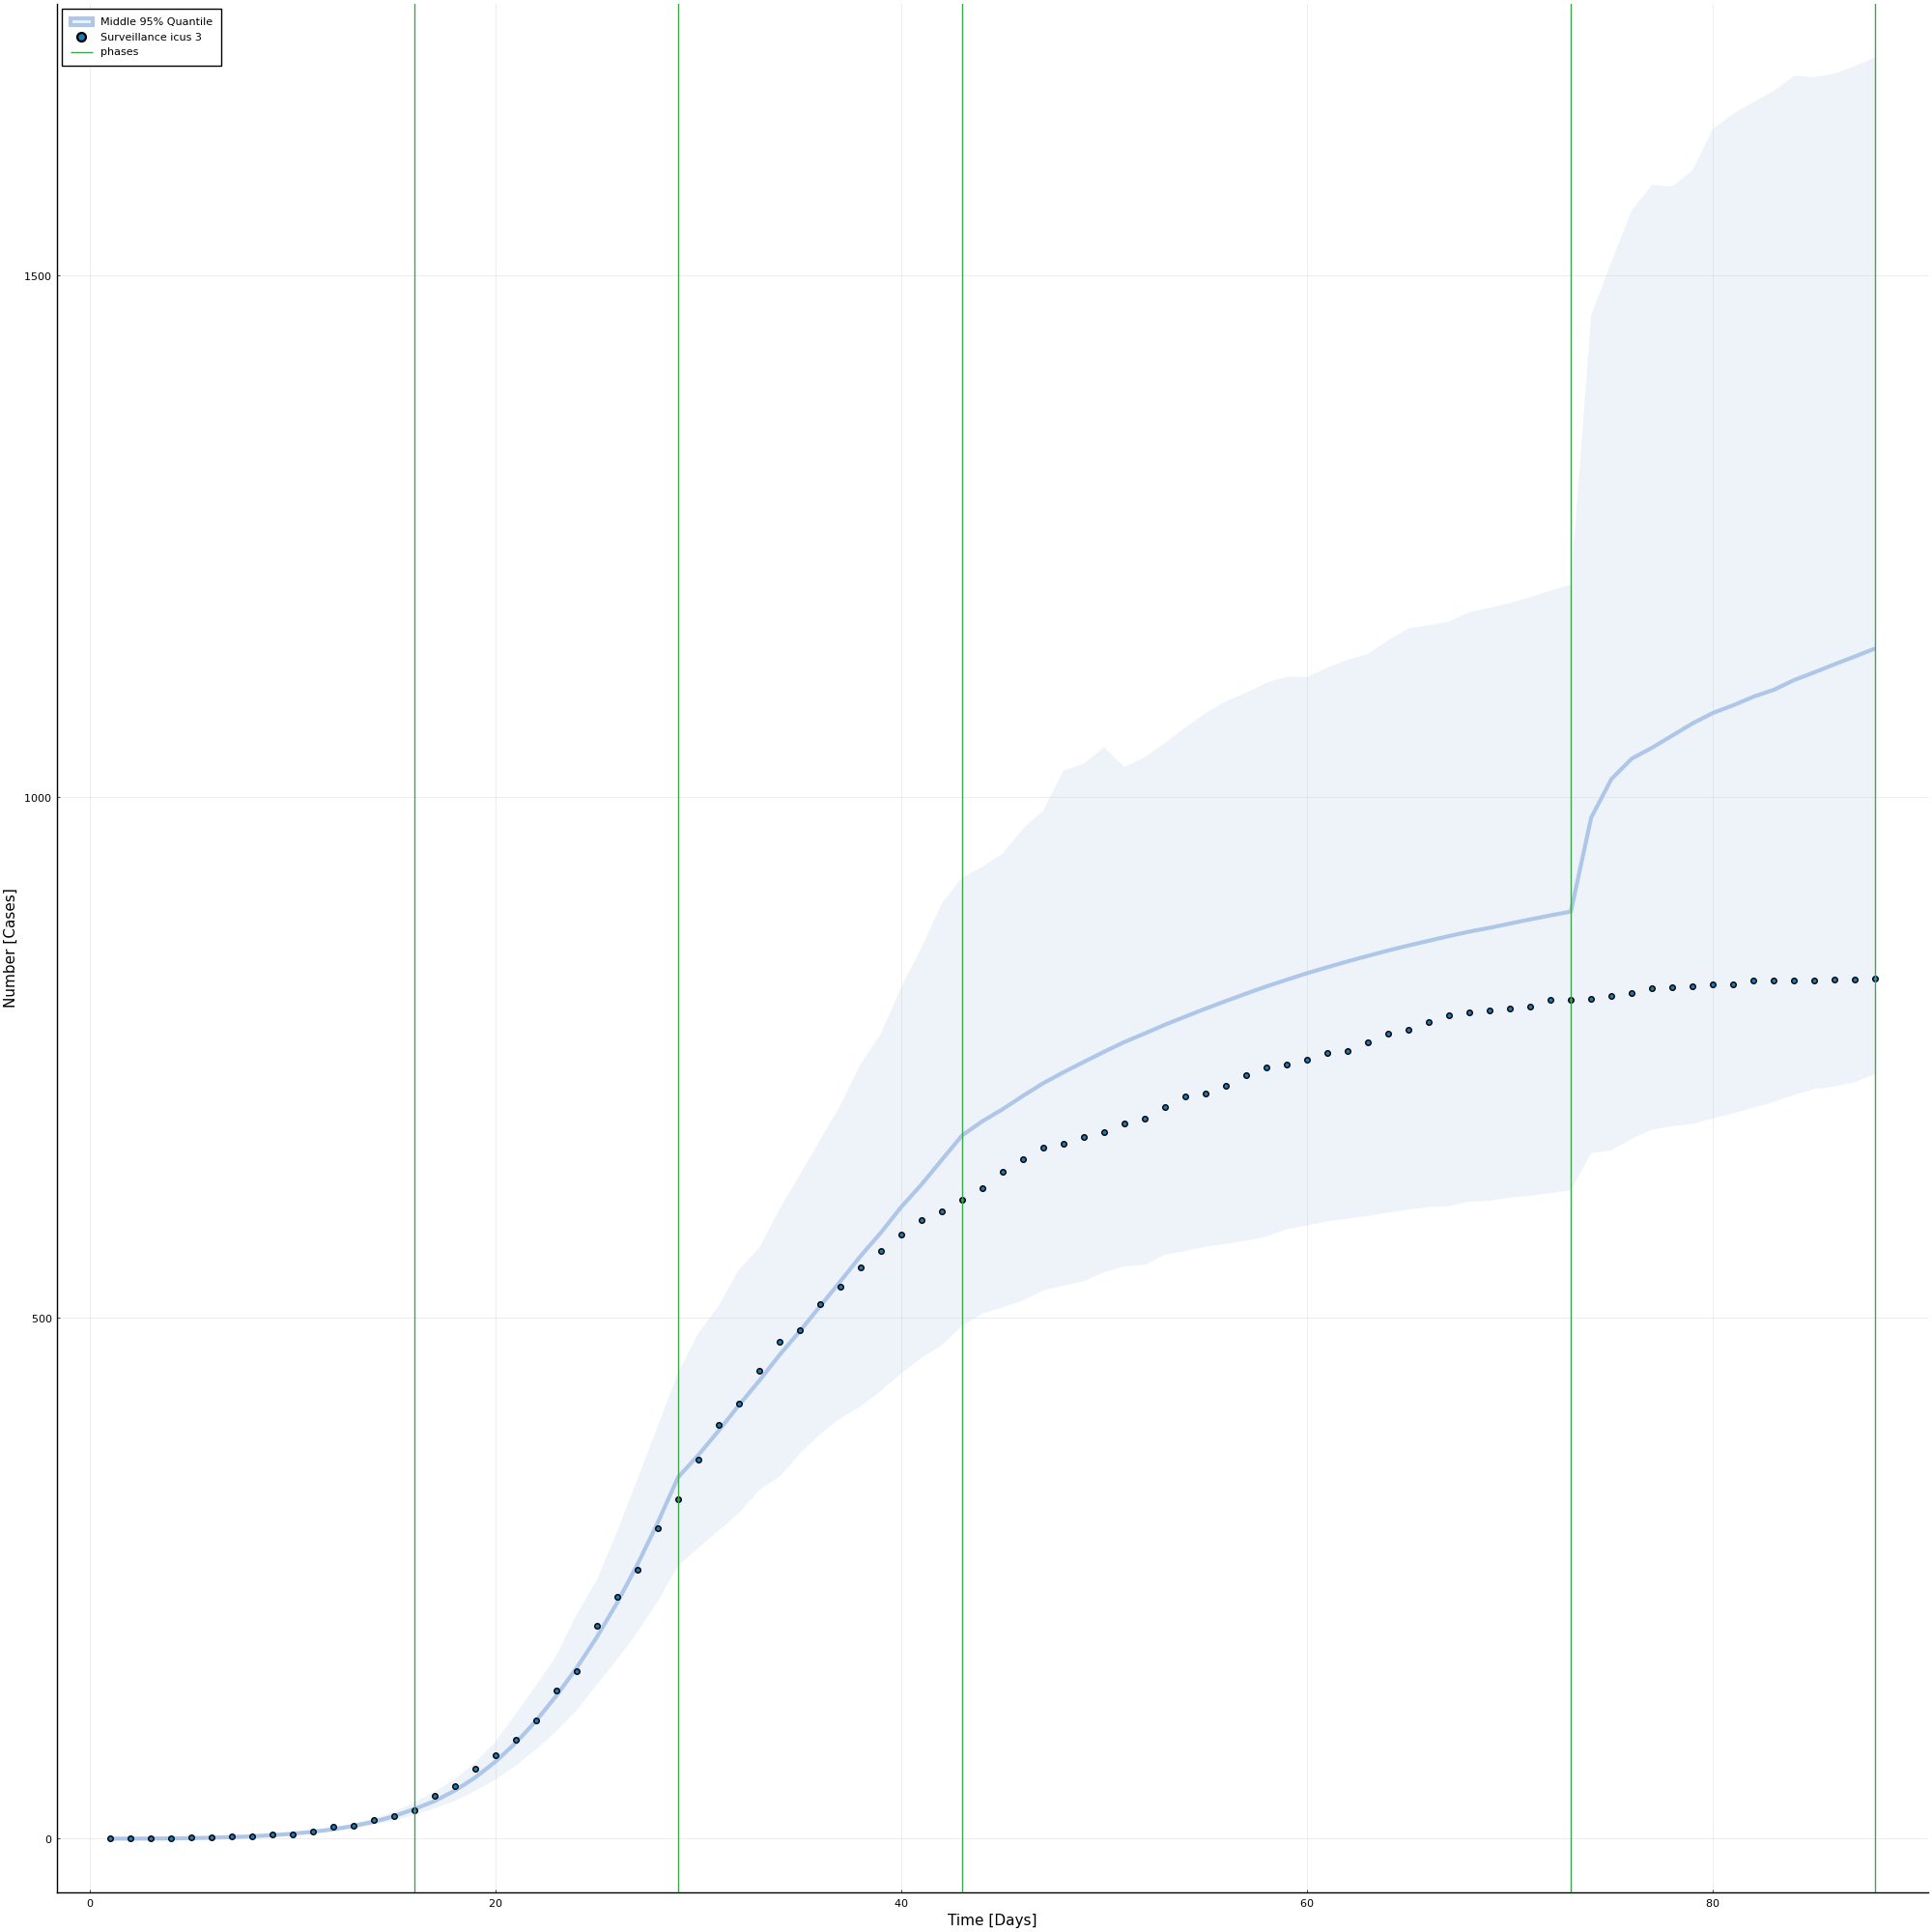 Middle 95% Quantile
Surveillance icus 3
phases
1500
1000
500
0
Number [Cases]
0 20 40 60 80
Time [Days]